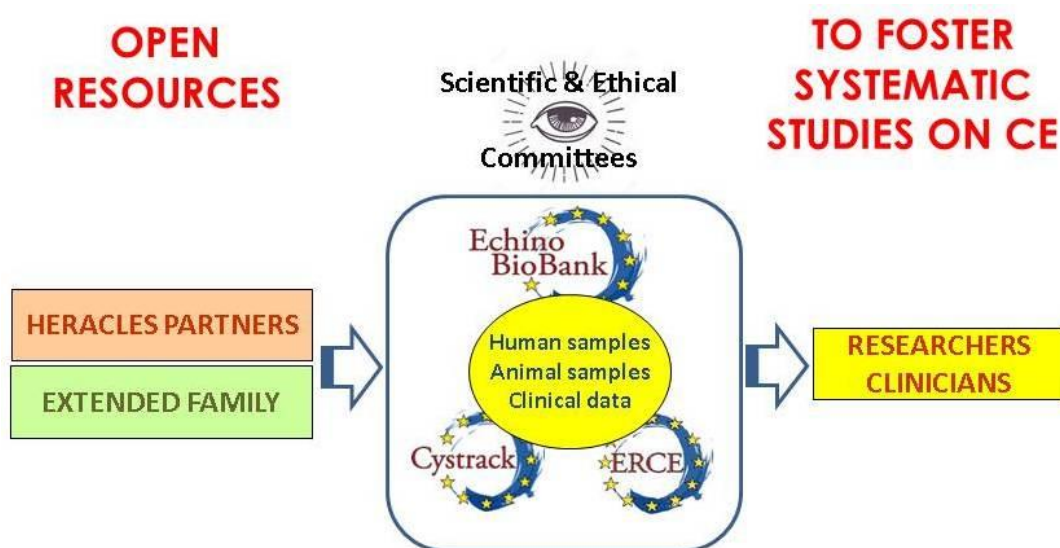 OPEN
RESOURCES
Scientific & Ethical
Committees
TO FOSTER
SYSTEMATIC
STUDIES ON CE
Echino
BioBank
HERACLES PARTNERS
EXTENDED FAMILY
Human samples
Animal samples
Clinical data
Cystrack
ERCE
RESEARCHERS
CLINICIANS